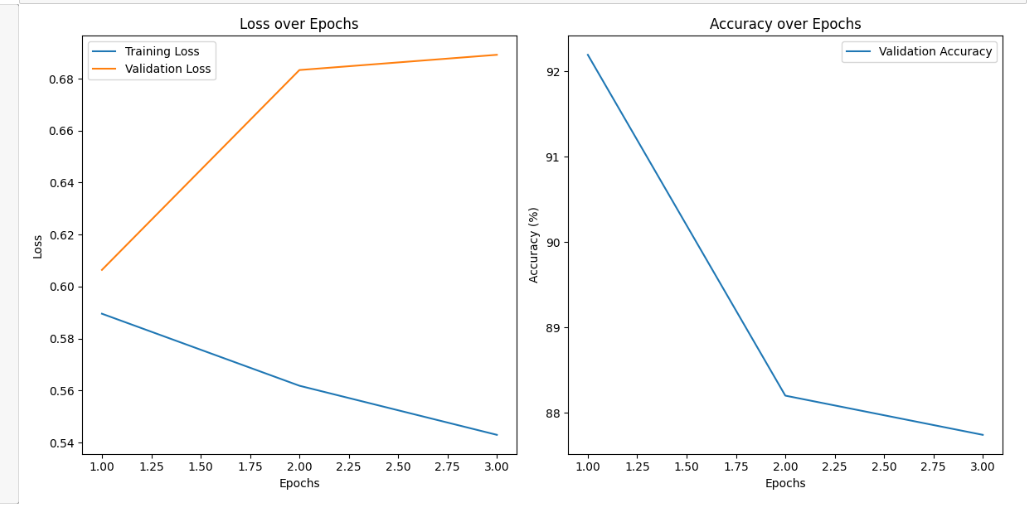 Loss over Epochs
Training Loss
Validation Loss
0.68
0.66
0.64
0.62
0.60
0.58
0.56
0.54
Loss
1.00 1.25 1.50 1.75 2.00 2.25 2.50 2.75 3.00
Epochs
Accuracy over Epochs
Validation Accuracy
92
91
90
89
88
Accuracy (%)
1.00 1.25 1.50 1.75 2.00 2.25 2.50 2.75 3.00
Epochs